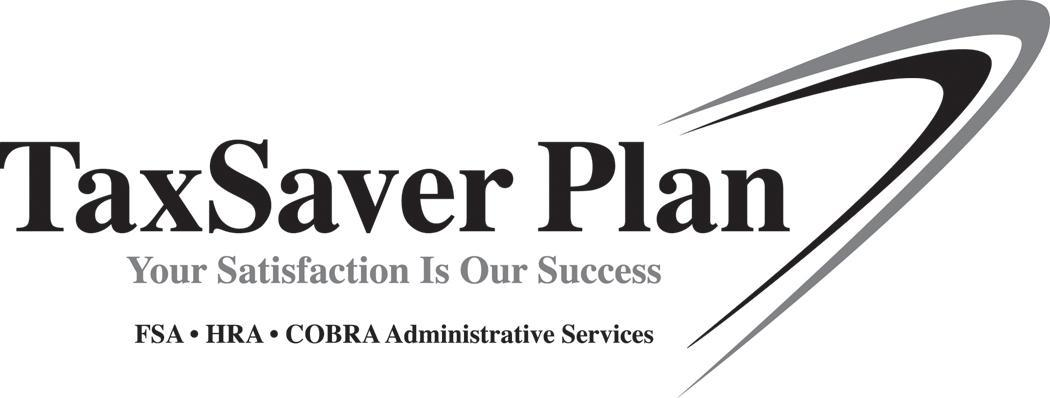 TaxSaver Plan
Your Satisfaction Is Our Success
FSA • HRA • COBRA Administrative Services